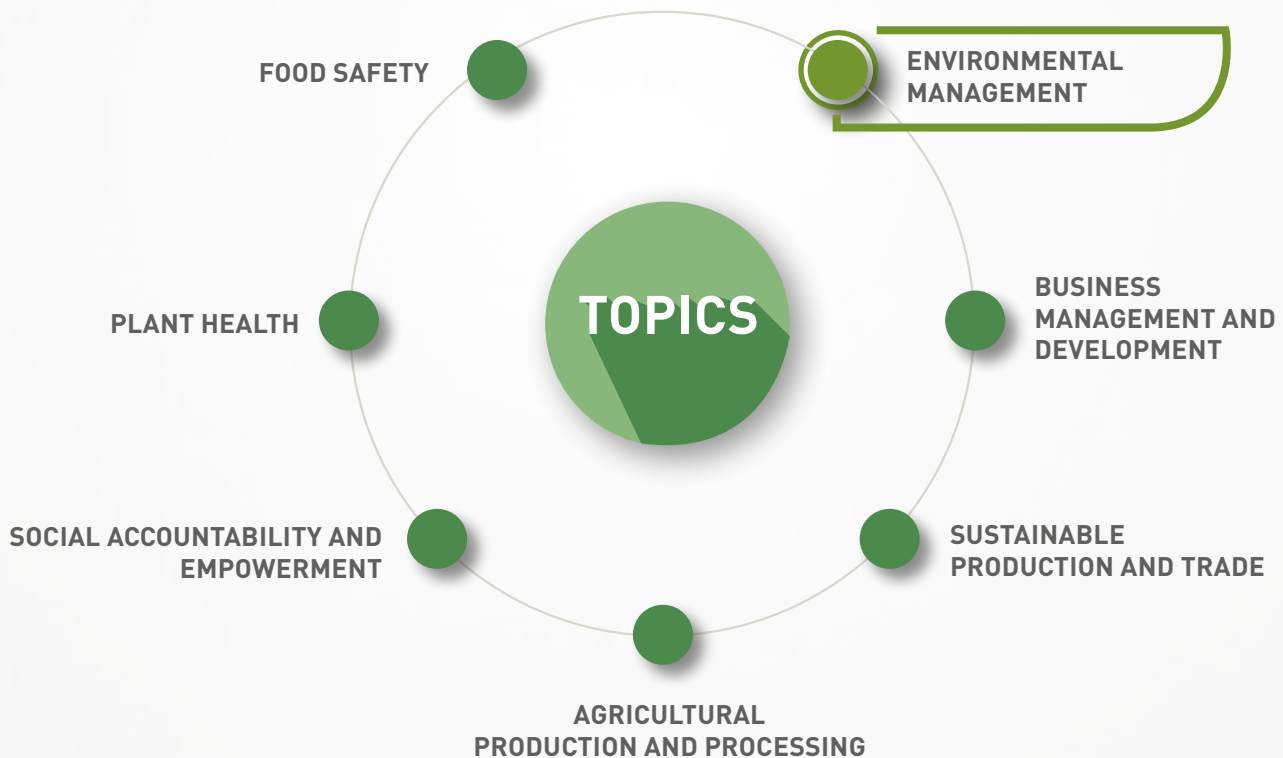 FOOD SAFETY
ENVIRONMENTAL
MANAGEMENT
TOPICS
BUSINESS
MANAGEMENT AND
DEVELOPMENT
PLANT HEALTH
SOCIAL ACCOUNTABILITY AND
EMPOWERMENT
SUSTAINABLE
PRODUCTION AND TRADE
AGRICULTURAL
PRODUCTION AND PROCESSING